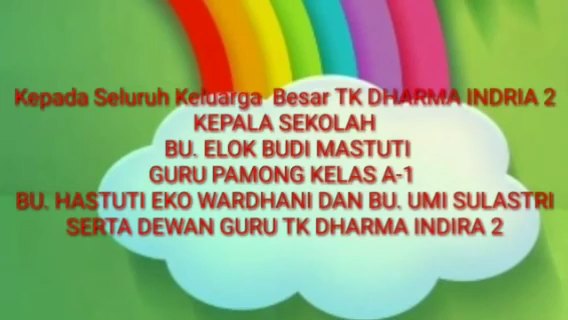 Kepada Seluruh Keluarga Besar TK DHARMA INDRIA 2
KEPALA SEKOLAH
BU. ELOK BUDI MASTUTI
GURU PAMONG KELAS A-1
BU. HASTUTI EKO WARDHANI DAN BU. UMI SULASTRI
SERTA DEWAN GURU TK DHARMA INDIRA 2